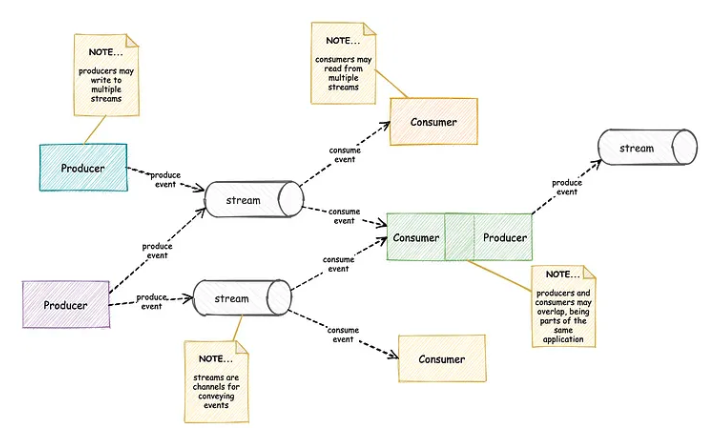 NOTE...
producers may
write to
multiple
streams
NOTE...
consumers may
read from
multiple
streams
Producer
produce
event
stream
consume
event
Consumer
stream
produce
event
consume
event
Consumer
Producer
produce
event
Producer
produce
event
stream
consume
event
consume
event
Consumer
NOTE...
producers and
consumers may
overlap, being
parts of the
same
application
NOTE...
streams are
channels for
conveying
events